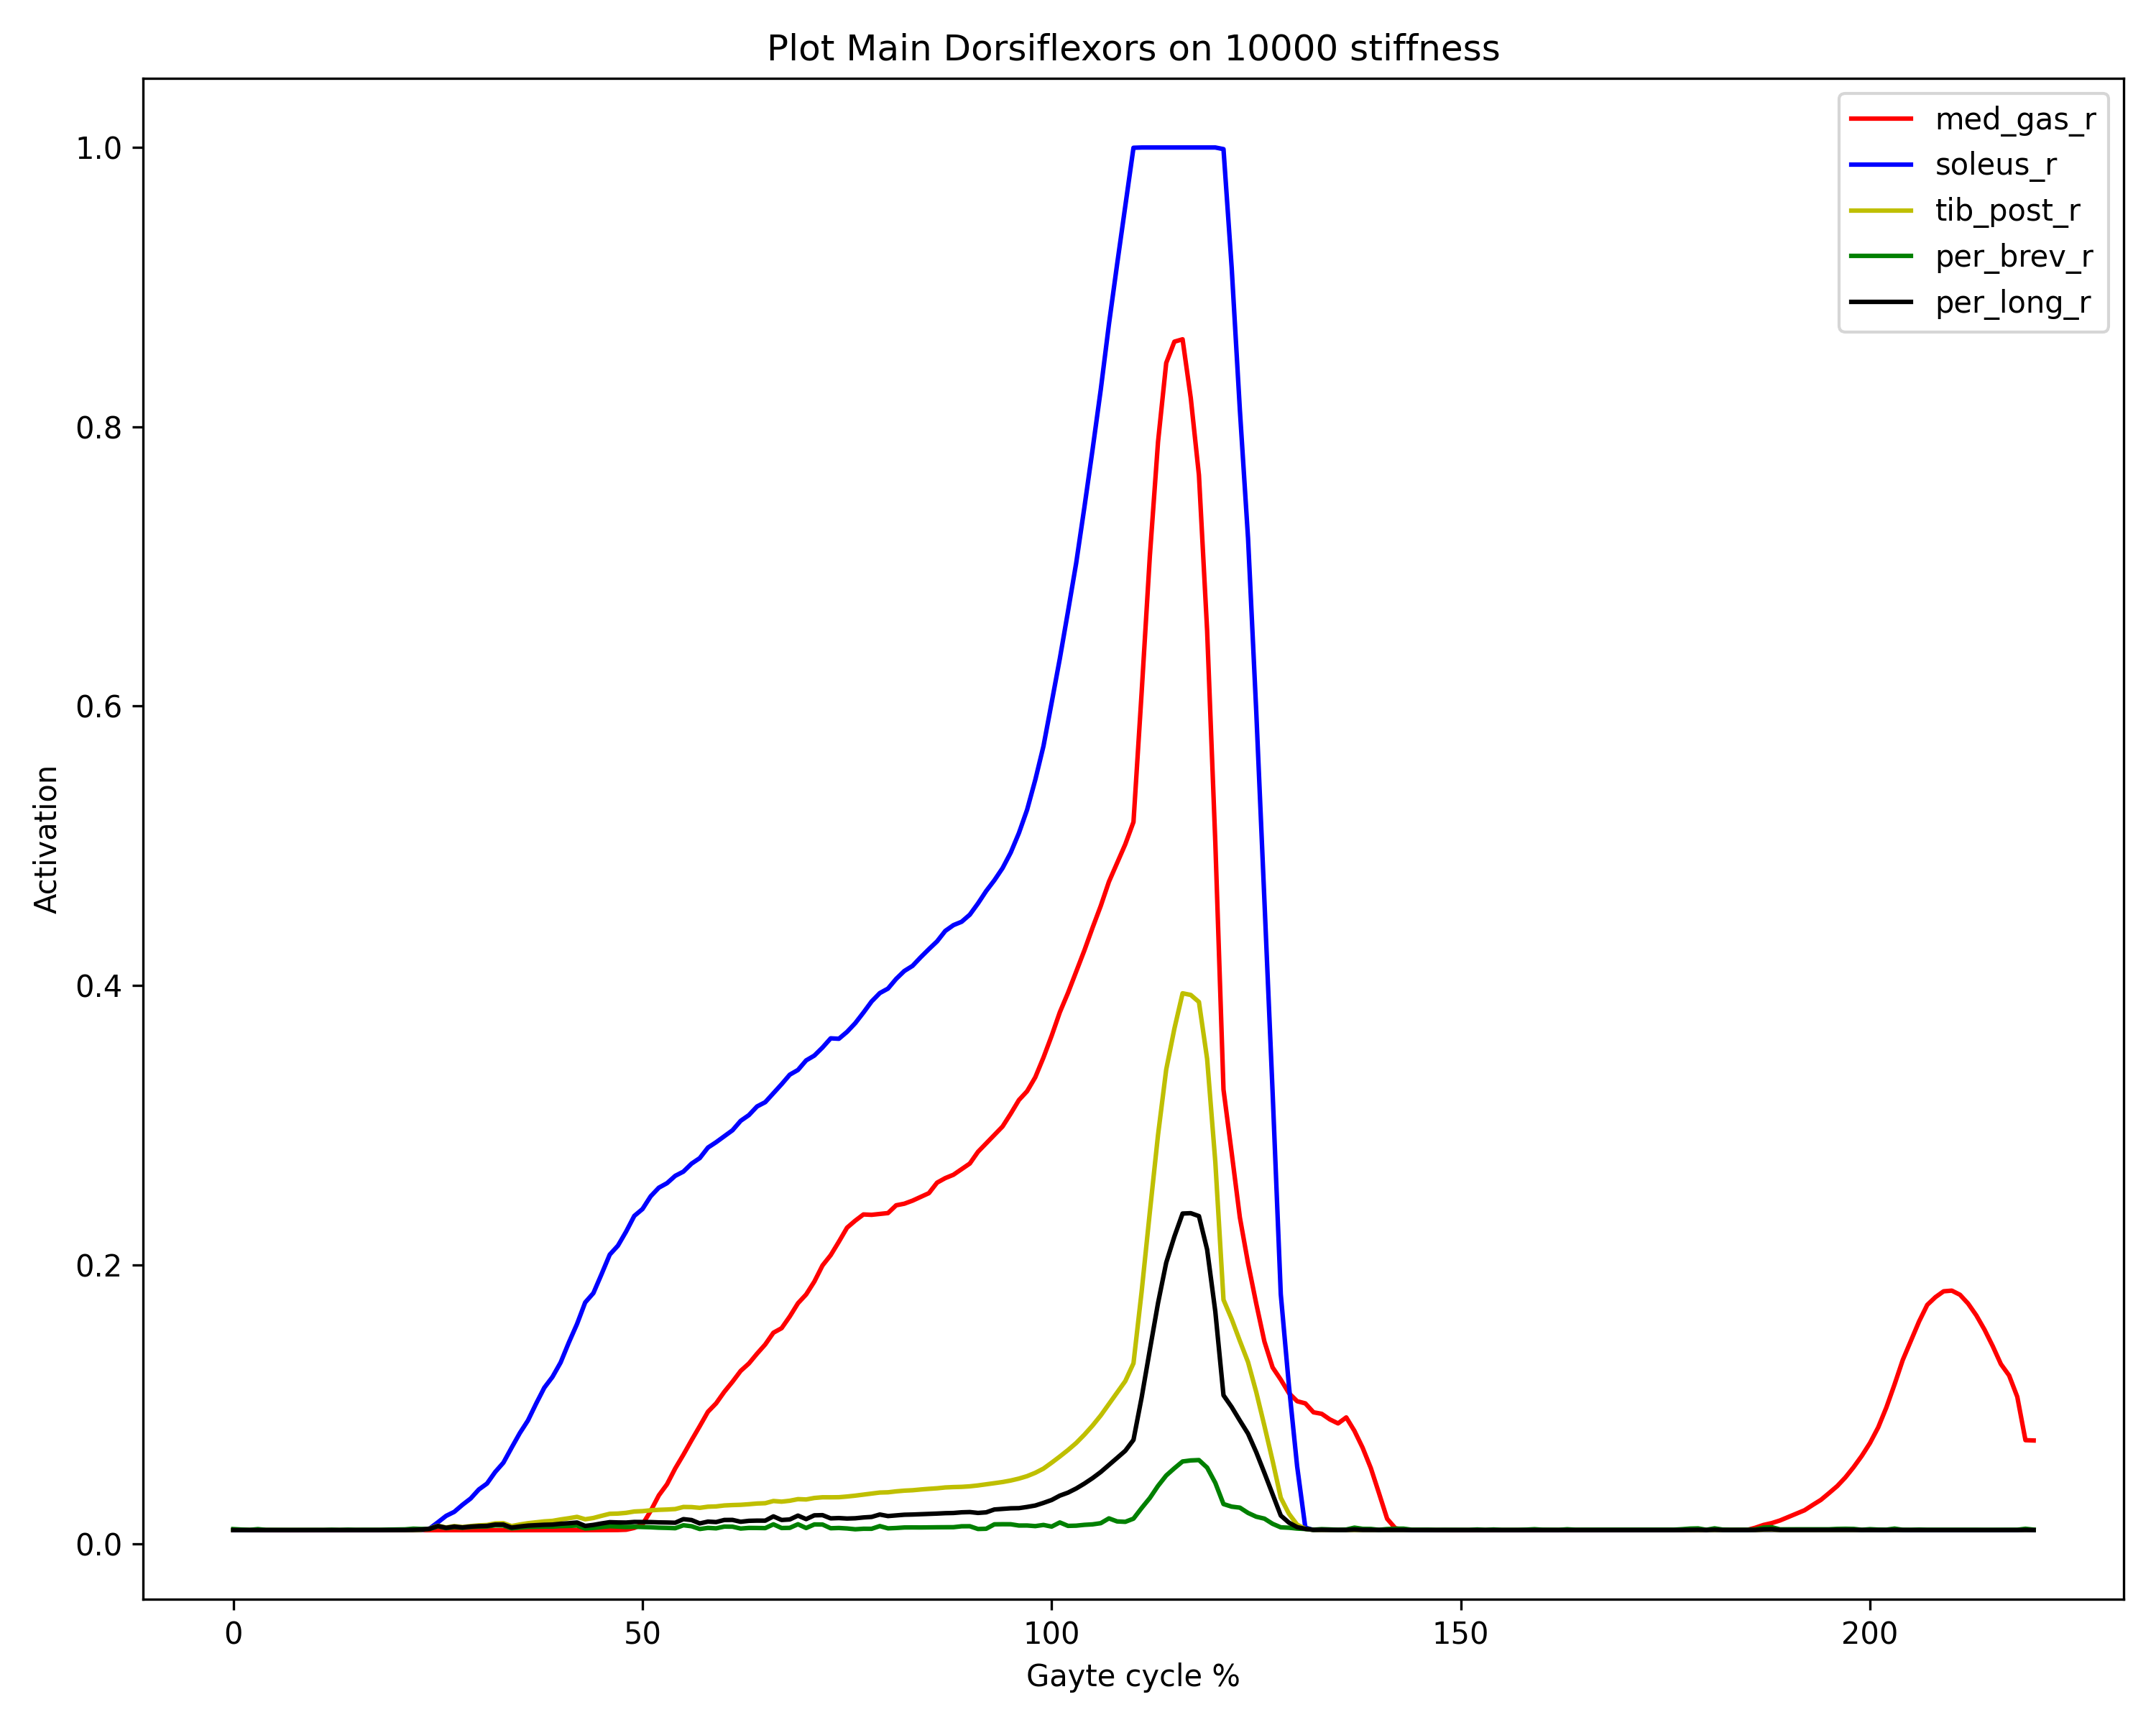 Plot Main Dorsiflexors on 10000 stiffness
med_gas_r
soleus_r
tib_post_r
per_brev_r
per_long_r
1.0
0.8
0.6
0.4
0.2
0.0
Activation
0 50 100 150 200
Gayte cycle %